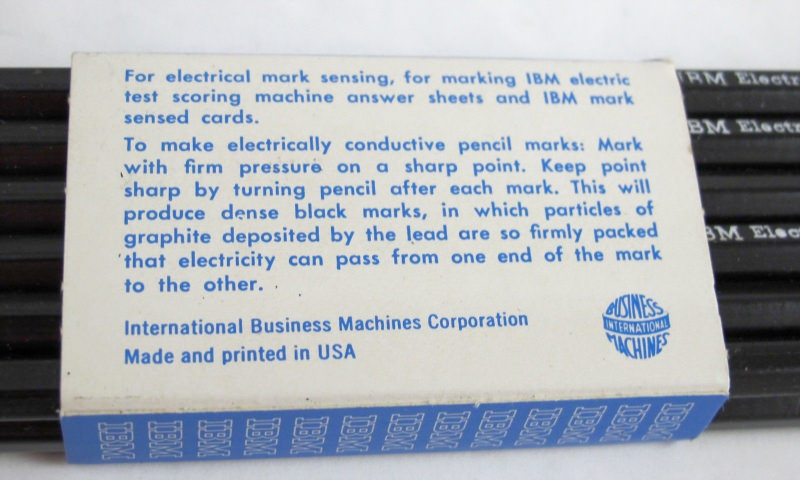 For electrical mark sensing, for marking IBM electric
test scoring machine answer sheets and IBM mark
sensed cards.
To make electrically conductive pencil marks: Mark
with firm pressure on a sharp point. Keep point
sharp by turning pencil after each mark. This will
produce dense black marks, in which particles of
graphite deposited by the lead are so firmly packed
that electricity can pass from one end of the mark
to the other.
International Business Machines Corporation
Made and printed in USA
BUSINESS
INTERNATIONAL
MACHINES
IBM IBM IBM IBM IBM IBM IBM IBM IBM IBM IBM IBM
IBM Electr
BM Electr
BM Elec